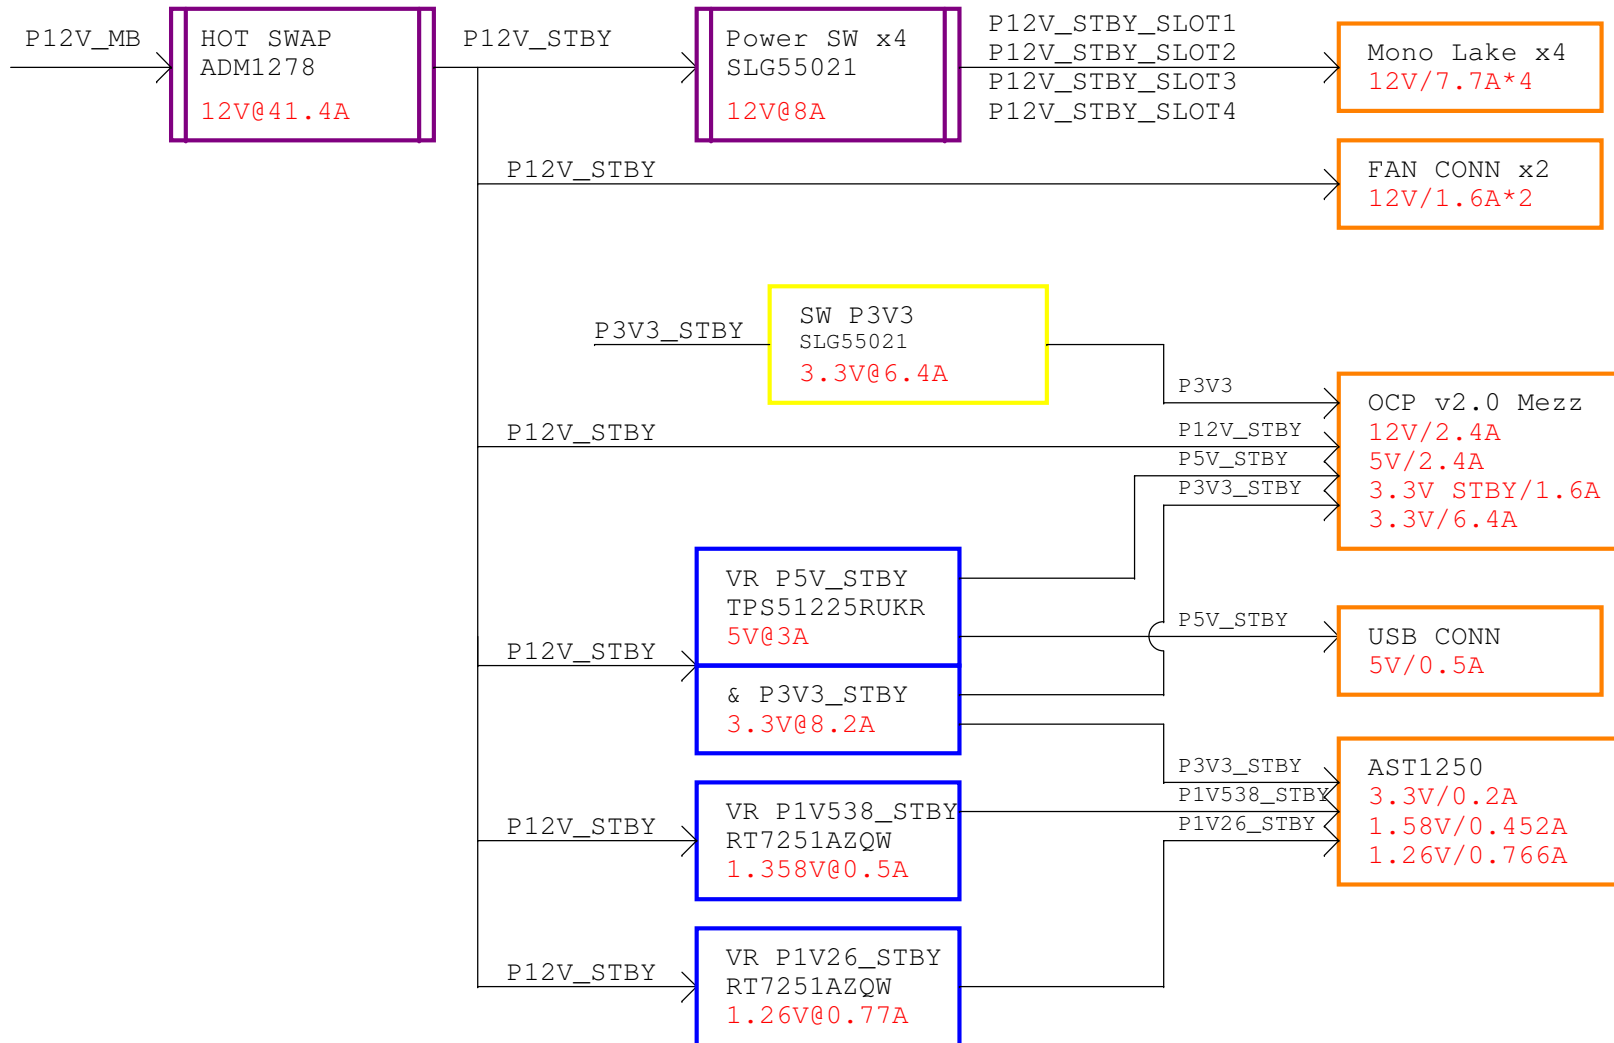 P12V_MB
HOT SWAP
ADM1278
12V@41.4A
P12V_STBY
Power SW x4
SLG55021
12V@8A
P12V_STBY_SLOT1
P12V_STBY_SLOT2
P12V_STBY_SLOT3
P12V_STBY_SLOT4
Mono Lake x4
12V/7.7A*4
P12V_STBY
FAN CONN x2
12V/1.6A*2
P3V3_STBY
SW P3V3
SLG55021
3.3V@6.4A
P3V3
P12V_STBY
P12V_STBY
P5V_STBY
P3V3_STBY
OCP v2.0 Mezz
12V/2.4A
5V/2.4A
3.3V STBY/1.6A
3.3V/6.4A
P12V_STBY
VR P5V_STBY
TPS51225RUKR
5V@3A
& P3V3_STBY
3.3V@8.2A
P5V_STBY
USB CONN
5V/0.5A
P12V_STBY
VR P1V538_STBY
RT7251AZQW
1.358V@0.5A
P3V3_STBY
P1V538_STBY
P1V26_STBY
AST1250
3.3V/0.2A
1.58V/0.452A
1.26V/0.766A
P12V_STBY
VR P1V26_STBY
RT7251AZQW
1.26V@0.77A